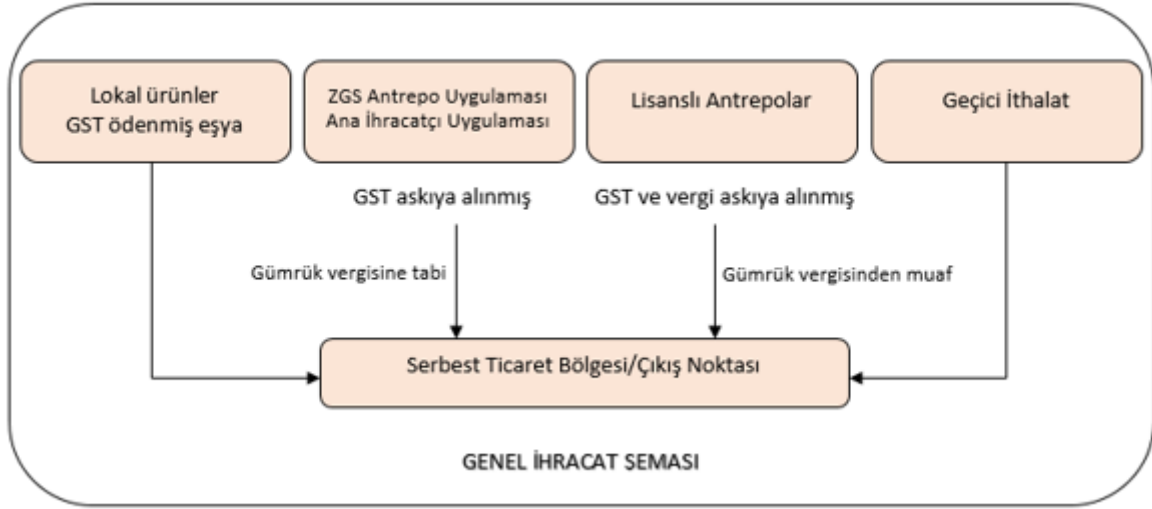 Lokal ürünler
GST ödenmiş eşya
ZGS Antrepo Uygulaması
Ana İhracatçı Uygulaması
Lisanslı Antrepolar
Geçici İthalat
GST askıya alınmış
GST ve vergi askıya alınmış
Gümrük vergisine tabi
Gümrük vergisinden muaf
Serbest Ticaret Bölgesi/Çıkış Noktası
GENEL İHRACAT ŞEMASI